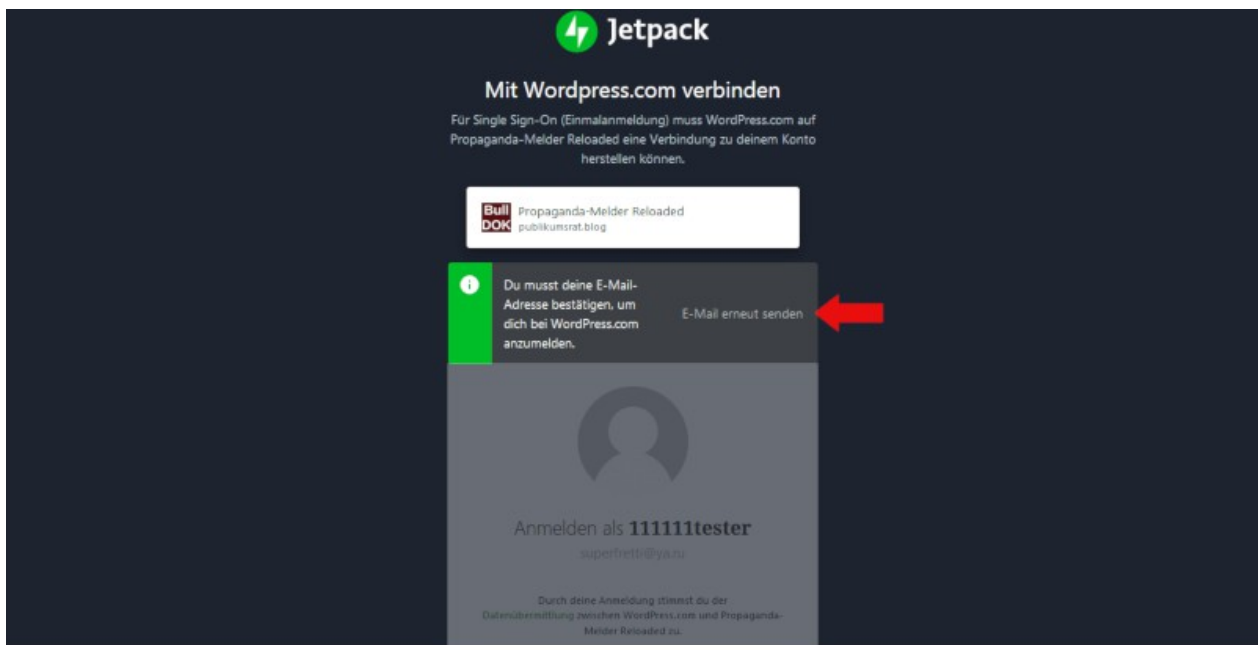 Jetpack
Mit Wordpress.com verbinden
Für Single Sign-On (Einmalanmeldung) muss WordPress.com auf
Propaganda-Melder Reloaded eine Verbindung zu deinem Konto
herstellen können.
Bull
DOK
Propaganda-Melder Reloaded
publikumsrat.blog
Du musst deine E-Mail-
Adresse bestätigen, um
dich bei WordPress.com
anzumelden.
E-Mail erneut senden
Anmelden als 111111tester
superfretti@ya.ru
Durch deine Anmeldung stimmst du der
Datenübermittlung zwischen WordPress.com und Propaganda-
Melder Reloaded zu.